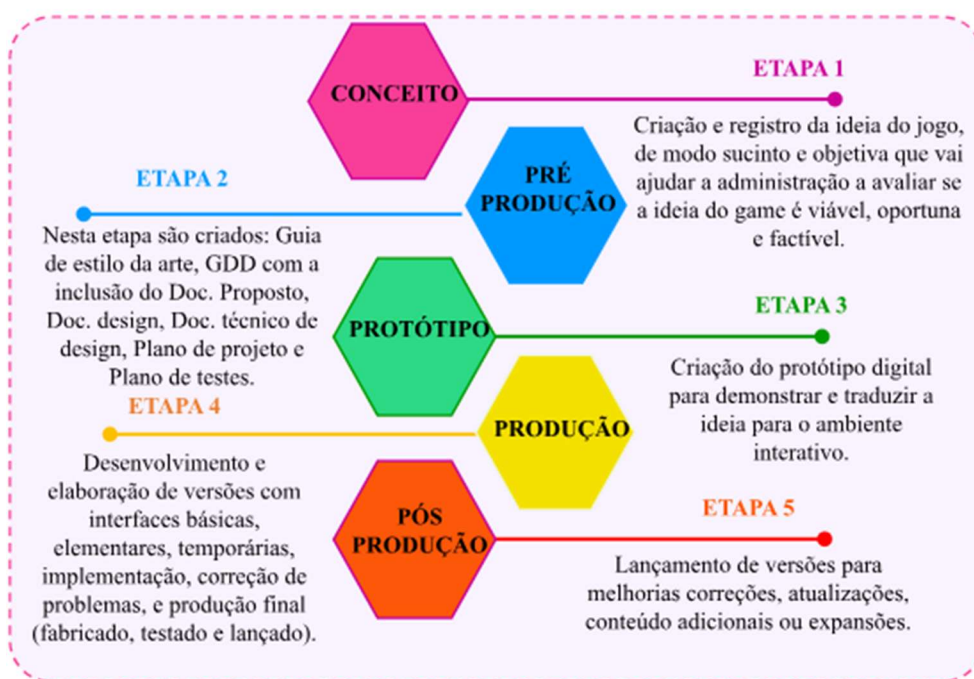 CONCEITO
ETAPA 1
Criação e registro da ideia do jogo,
de modo sucinto e objetiva que vai
ajudar a administração a avaliar se
a ideia do game é viável, oportuna
e factível.
PRÉ
PRODUÇÃO
ETAPA 2
Nesta etapa são criados: Guia
de estilo da arte, GDD com a
inclusão do Doc. Proposto,
Doc. design, Doc. técnico de
design, Plano de projeto e
Plano de testes.
PROTÓTIPO
ETAPA 3
Criação do protótipo digital
para demonstrar e traduzir a
ideia para o ambiente
interativo.
PRODUÇÃO
ETAPA 4
Desenvolvimento e
elaboração de versões com
interfaces básicas,
elementares, temporárias,
implementação, correção de
problemas, e produção final
(fabricado, testado e lançado).
PÓS
PRODUÇÃO
ETAPA 5
Lançamento de versões para
melhorias correções, atualizações,
conteúdo adicionais ou expansões.